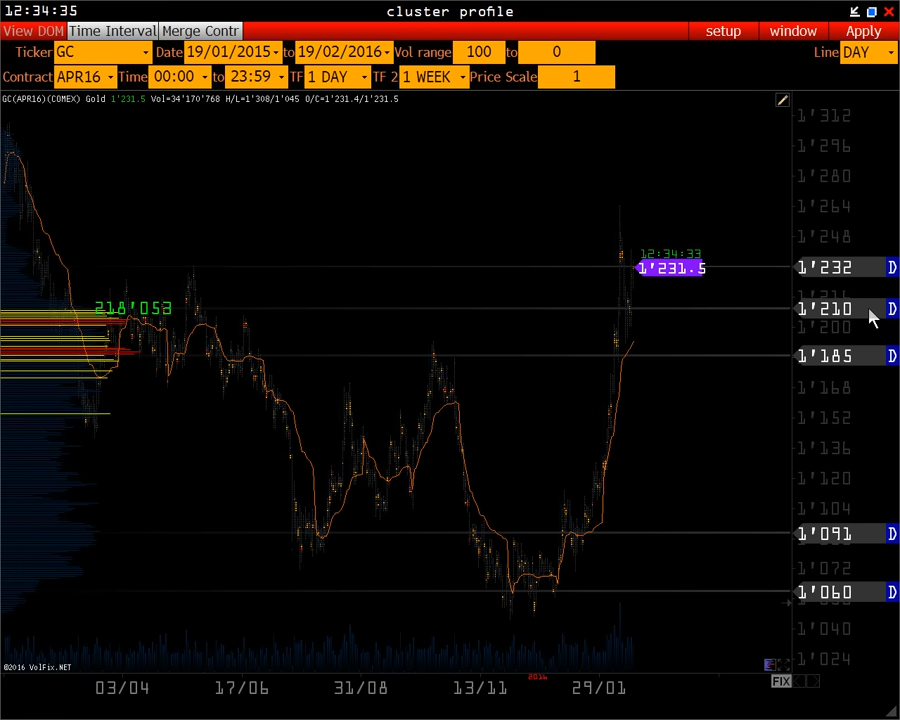 12:34:35 cluster profile
View DOM Time Interval Merge Contr setup window Apply
Ticker GC Date 19/01/2015 to 19/02/2016 Vol range 100 to 0 Line DAY
Contract APR16 Time 00:00 to 23:59 TF 1 DAY TF 2 1 WEEK Price Scale 1
GC(APR16)(COMEX) Gold 1'231.5 Vol=34'170'768 H/L=1'308/1'045 O/C=1'231.4/1'231.5
1'312
1'296
1'280
1'264
1'248
12:34:33
1'231.5
1'232 D
218'053
1'210 D
1'200
1'185 D
1'168
1'152
1'136
1'120
1'104
1'091 D
1'072
1'060 D
1'040
1'024
©2016 VolFix.NET
2016
FIX
03/04 17/06 31/08 13/11 29/01